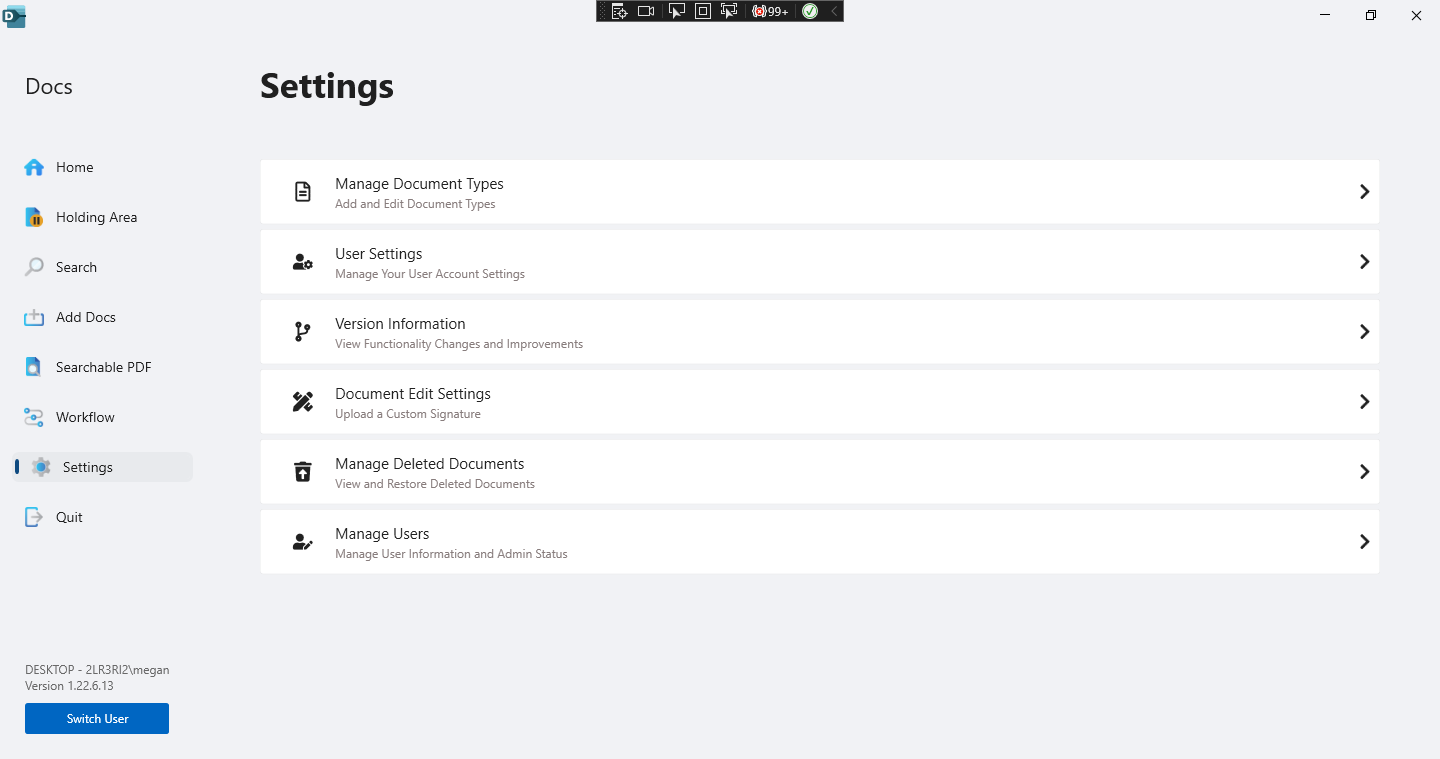 D
99+
Docs
Settings
Home
Holding Area
Search
Add Docs
Searchable PDF
Workflow
Settings
Quit
Manage Document Types
Add and Edit Document Types
User Settings
Manage Your User Account Settings
Version Information
View Functionality Changes and Improvements
Document Edit Settings
Upload a Custom Signature
Manage Deleted Documents
View and Restore Deleted Documents
Manage Users
Manage User Information and Admin Status
DESKTOP - 2LR3RI2\megan
Version 1.22.6.13
Switch User